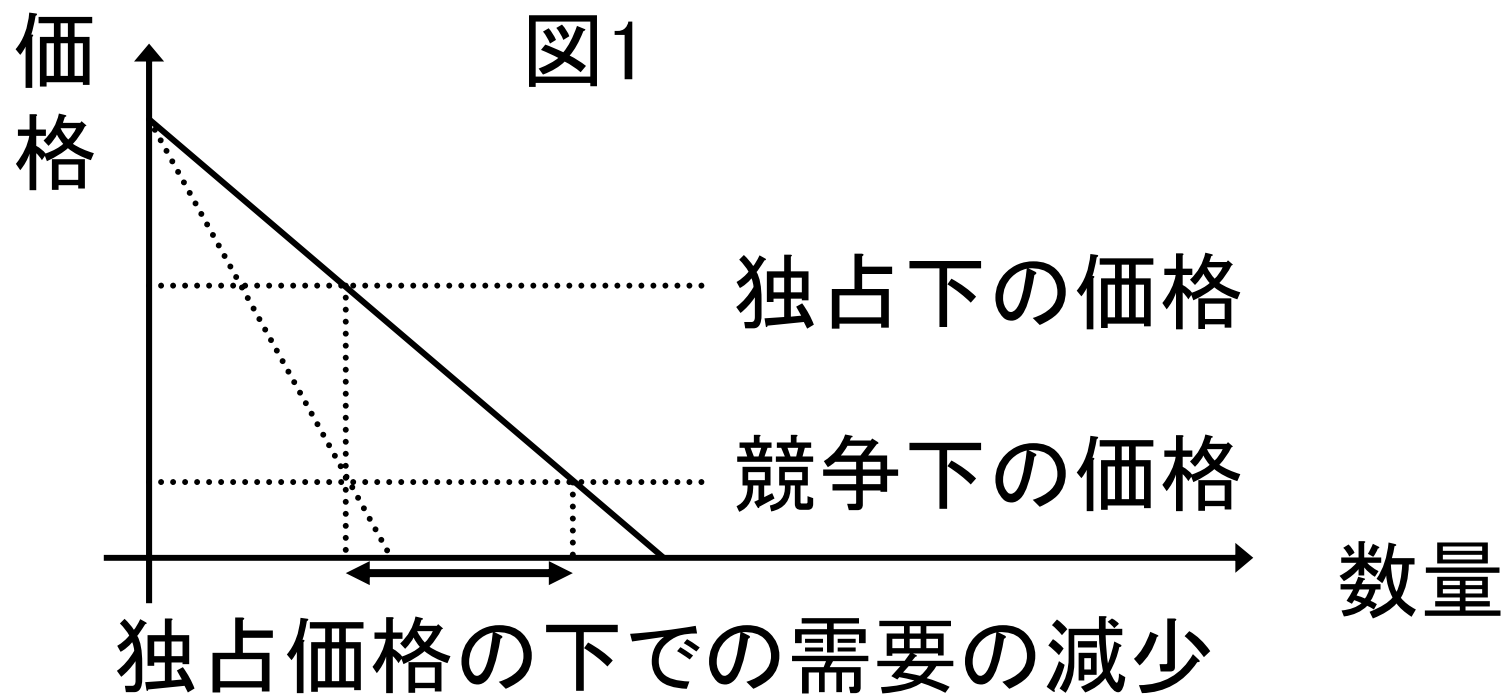 図1
価格
独占下の価格
競争下の価格
数量
独占価格の下での需要の減少